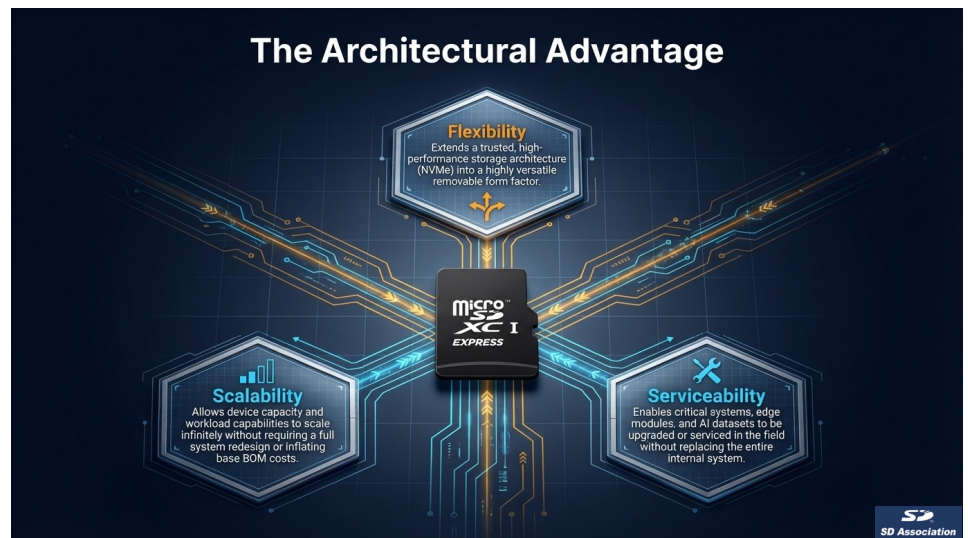 The Architectural Advantage
Flexibility
Extends a trusted, high-
performance storage architecture
(NVMe) into a highly versatile
removable form factor.
micro™
SD
XC I
EXPRESS
Scalability
Allows device capacity and
workload capabilities to scale
infinitely without requiring a full
system redesign or inflating
base BOM costs.
Serviceability
Enables critical systems, edge
modules, and AI datasets to be
upgraded or serviced in the field
without replacing the entire
internal system.
SD
SD Association